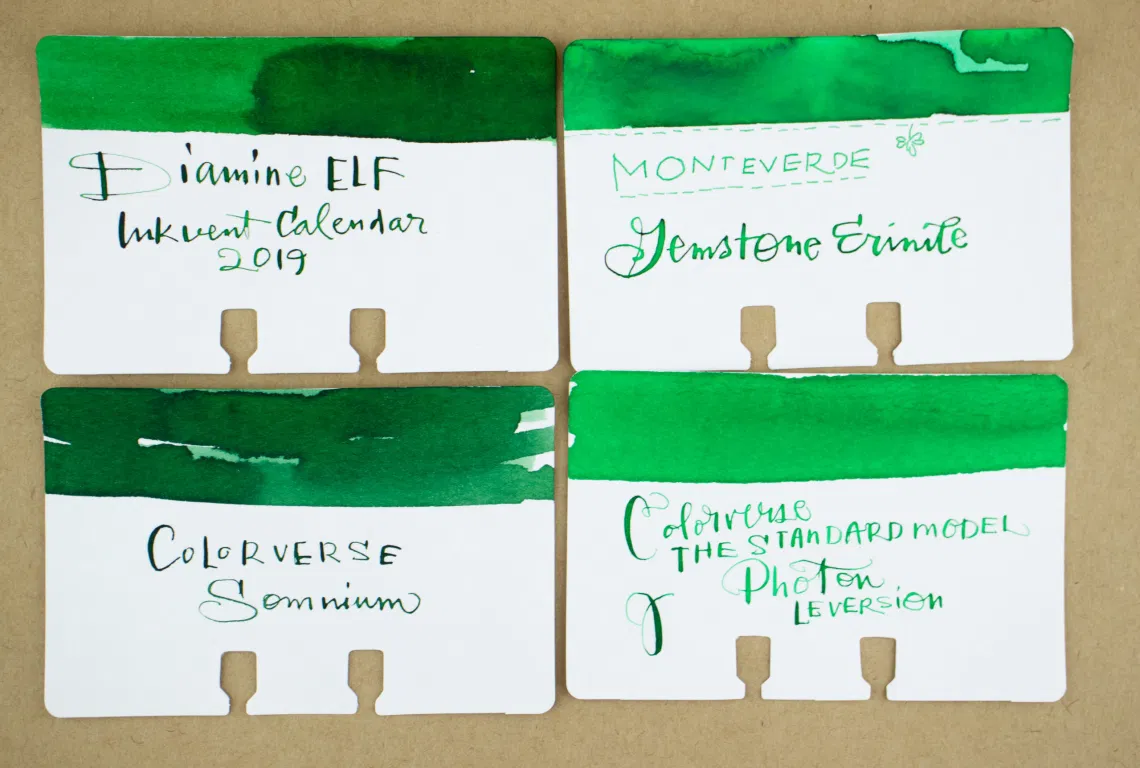 Diamine ELF
Inkvent Calendar
2019
MONTEVERDE
Gemstone Erinite
COLORVERSE
Somnium
Colorverse
THE STANDARD MODEL
Photon
LE VERSION